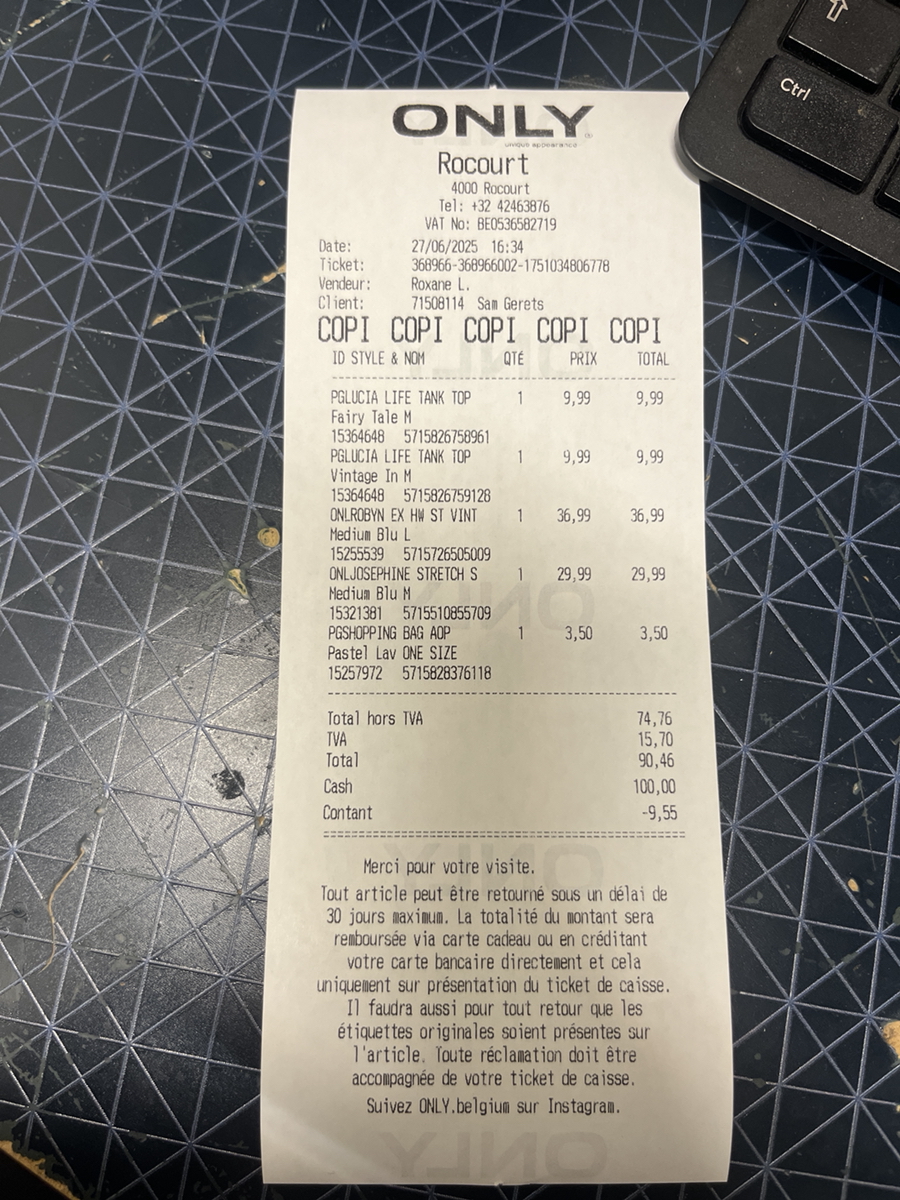 ONLY
unique appearance
Rocourt
4000 Rocourt
Tel: +32 42463876
VAT No: BE0536582719
Date: 27/06/2025 16:34
Ticket: 368966-368966002-1751034806778
Vendeur: Roxane L.
Client: 71508114 Sam Gerets
COPI COPI COPI COPI COPI
ID STYLE & NOM QTÉ PRIX TOTAL
PGLUCIA LIFE TANK TOP 1 9,99 9,99
Fairy Tale M
15364648 5715826758961
PGLUCIA LIFE TANK TOP 1 9,99 9,99
Vintage In M
15364648 5715826759128
ONLROBYN EX HW ST VINT 1 36,99 36,99
Medium Blu L
15255539 5715726505009
ONLJOSEPHINE STRETCH S 1 29,99 29,99
Medium Blu M
15321381 5715510855709
PGSHOPPING BAG AOP 1 3,50 3,50
Pastel Lav ONE SIZE
15257972 5715828376118
Total hors TVA 74,76
TVA 15,70
Total 90,46
Cash 100,00
Contant -9,55
Merci pour votre visite.
Tout article peut être retourné sous un délai de
30 jours maximum. La totalité du montant sera
remboursée via carte cadeau ou en créditant
votre carte bancaire directement et cela
uniquement sur présentation du ticket de caisse.
Il faudra aussi pour tout retour que les
étiquettes originales soient présentes sur
l'article. Toute réclamation doit être
accompagnée de votre ticket de caisse.
Suivez ONLY.belgium sur Instagram.
Ctrl